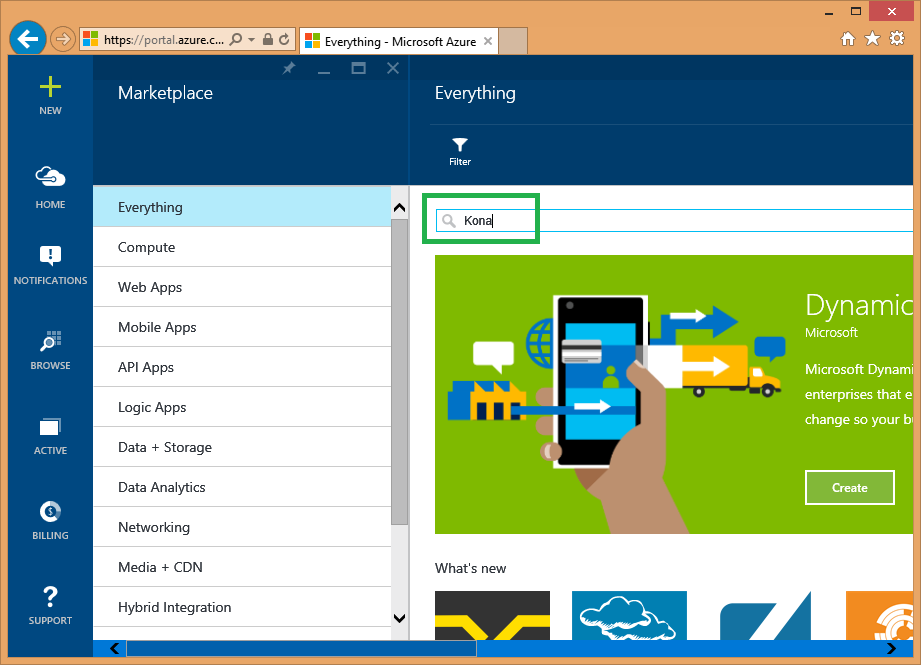 https://portal.azure.c...
Everything - Microsoft Azure
NEW
HOME
NOTIFICATIONS
BROWSE
ACTIVE
BILLING
SUPPORT
Marketplace
Everything
Compute
Web Apps
Mobile Apps
API Apps
Logic Apps
Data + Storage
Data Analytics
Networking
Media + CDN
Hybrid Integration
Everything
Filter
Kona
Dynamic
Microsoft
Microsoft Dynami
enterprises that e
change so your bu
Create
What's new